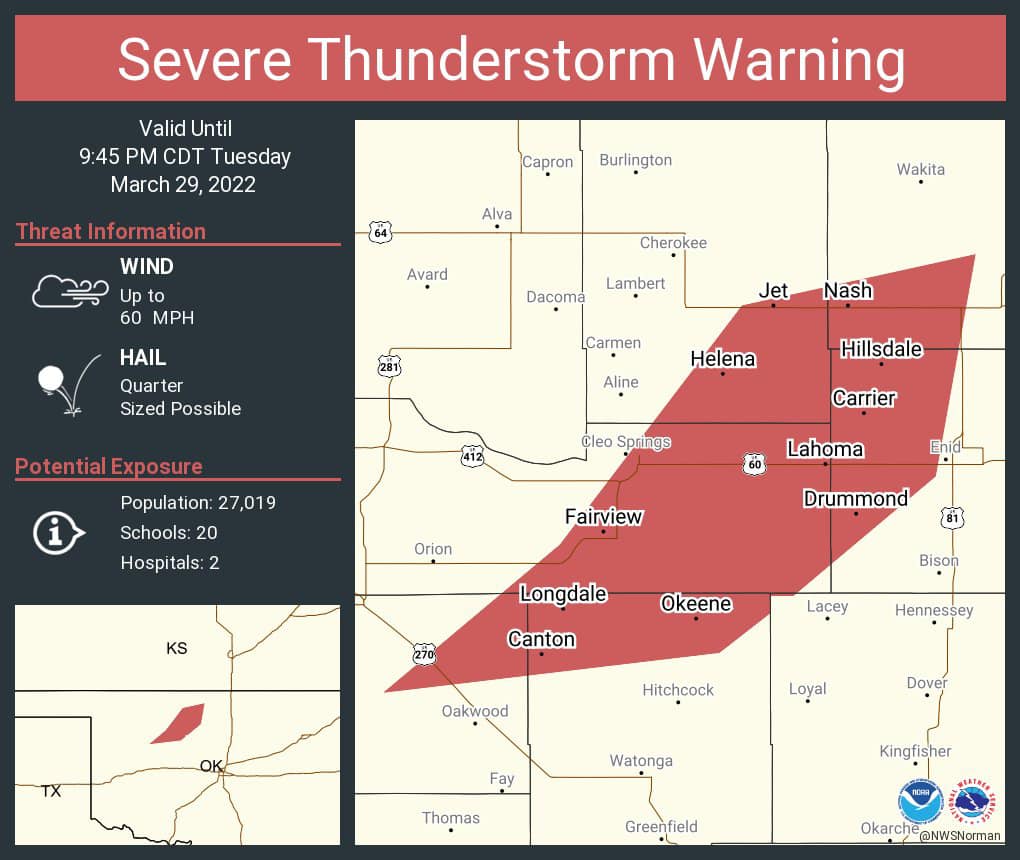 Severe Thunderstorm Warning
Valid Until
9:45 PM CDT Tuesday
March 29, 2022
Threat Information
WIND
Up to
60 MPH
HAIL
Quarter
Sized Possible
Potential Exposure
Population: 27,019
Schools: 20
Hospitals: 2
KS
OK
TX
Capron
Burlington
Wakita
Alva
64
Cherokee
Avard
Lambert
Dacoma
Jet
Nash
Carmen
Hillsdale
Helena
281
Aline
Carrier
Cleo Springs
Enid
412
60
Lahoma
Drummond
Fairview
81
Orion
Bison
Longdale
Okeene
Lacey
Hennessey
Canton
270
Hitchcock
Loyal
Dover
Oakwood
Kingfisher
Watonga
Fay
Thomas
Greenfield
Okarche
NOAA
NATIONAL WEATHER SERVICE
@NWSNorman